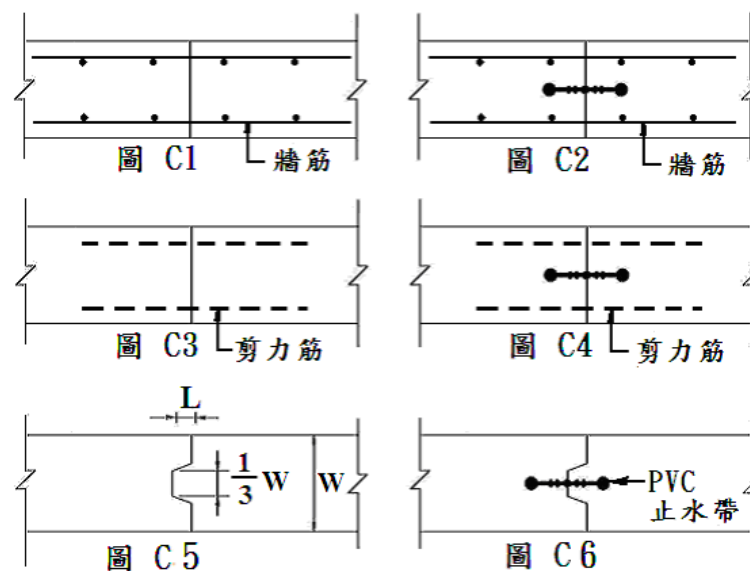 圖 C1
牆筋
圖 C2
牆筋
圖 C3
剪力筋
圖 C4
剪力筋
L
1/3 W
W
圖 C5
PVC
止水帶
圖 C6